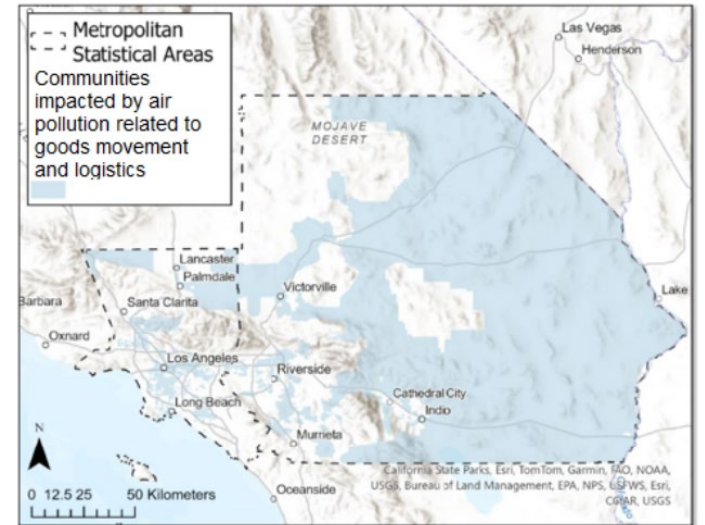 Metropolitan
Statistical Areas
Communities
impacted by air
pollution related to
goods movement
and logistics
Las Vegas
Henderson
MOJAVE
DESERT
Lancaster
Palmdale
Victorville
Lake
Barbara
Santa Clarita
Oxnard
Los Angeles
Riverside
Cathedral City
Long Beach
Indio
Murrieta
N
California State Parks, Esri, TomTom, Garmin, FAO, NOAA,
USGS, Bureau of Land Management, EPA, NPS, USFWS, Esri,
CGIAR, USGS
Oceanside
0 12.5 25 50 Kilometers